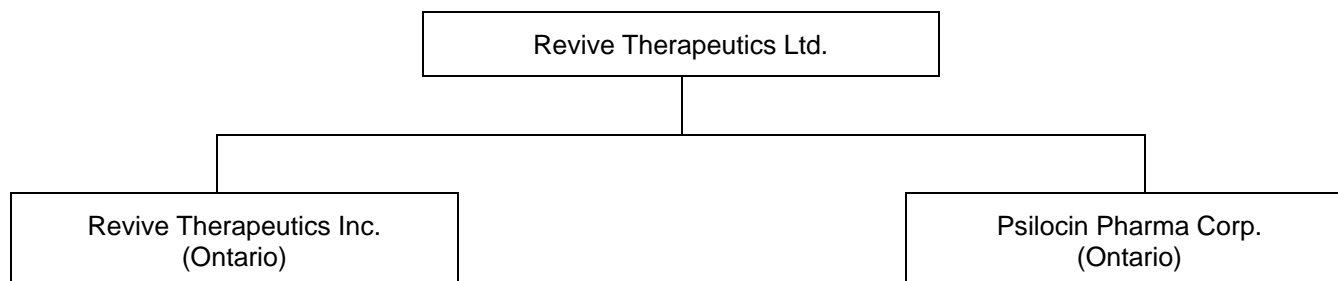 Revive Therapeutics Ltd.
Revive Therapeutics Inc.
(Ontario)
Psilocin Pharma Corp.
(Ontario)